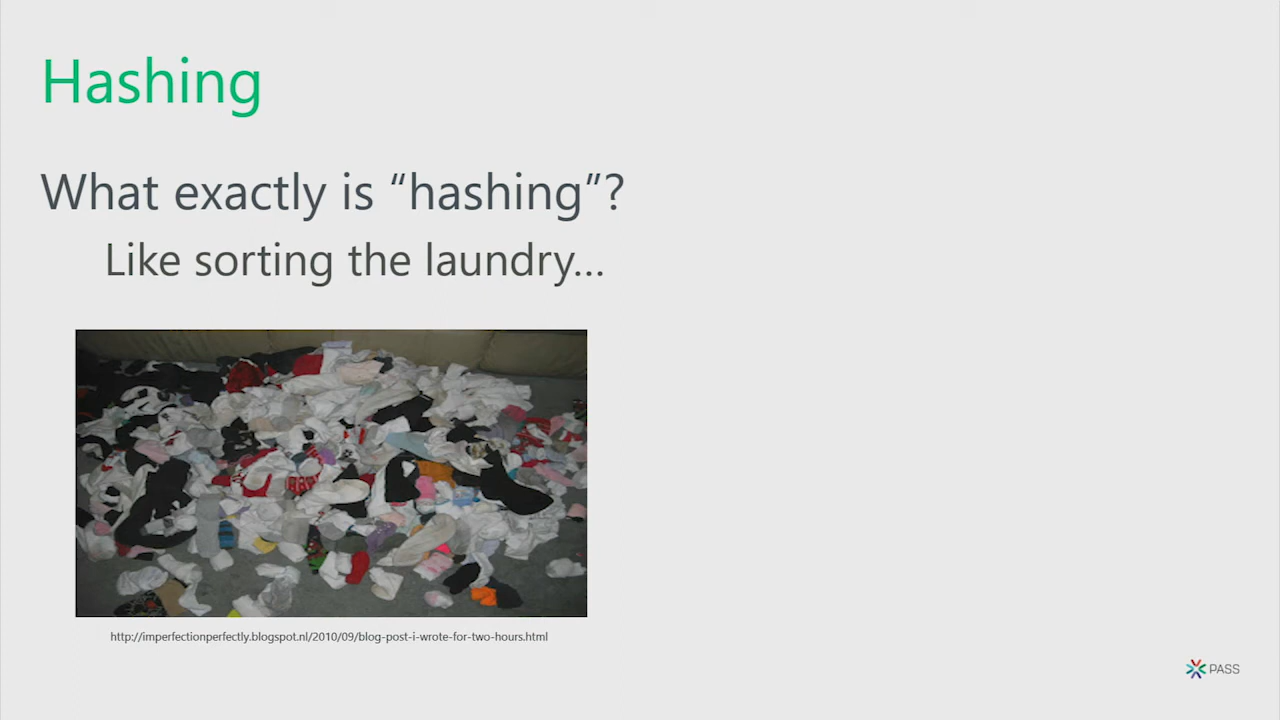 Hashing
What exactly is “hashing”?
Like sorting the laundry...
http://imperfectionperfectly.blogspot.nl/2010/09/blog-post-i-wrote-for-two-hours.html
PASS